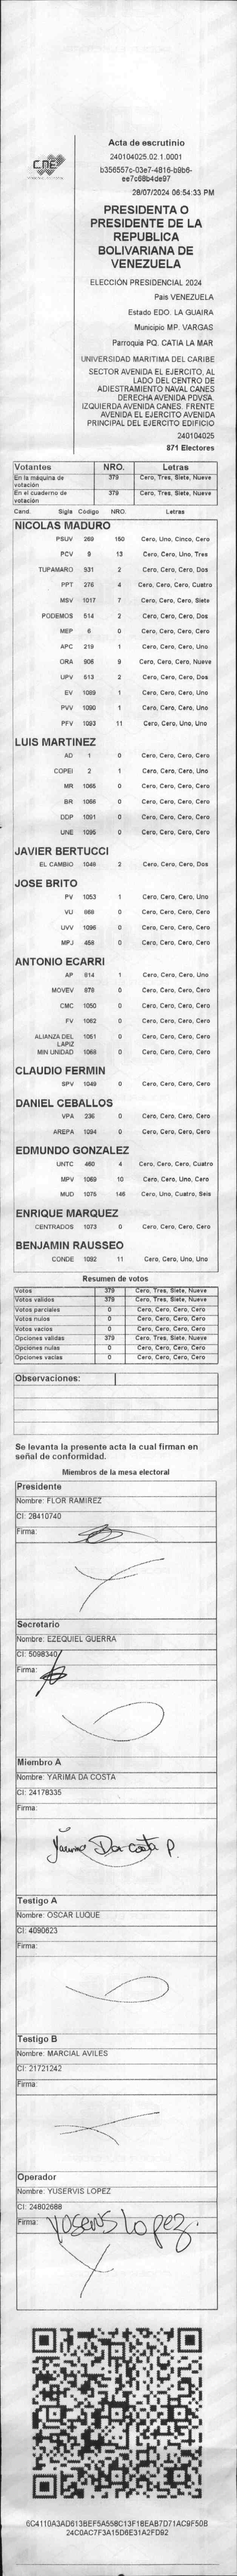 CNE
Acta de escrutinio
240104025.02.1.0001
b356557c-03e7-4816-b9b6-
ee7c68b4de97
28/07/2024 06:54:33 PM
PRESIDENTA O
PRESIDENTE DE LA
REPUBLICA
BOLIVARIANA DE
VENEZUELA
ELECCIÓN PRESIDENCIAL 2024
Pais VENEZUELA
Estado EDO. LA GUAIRA
Municipio MP. VARGAS
Parroquia PQ. CATIA LA MAR
UNIVERSIDAD MARITIMA DEL CARIBE
SECTOR AVENIDA EL EJERCITO, AL
LADO DEL CENTRO DE
ADIESTRAMIENTO NAVAL CANES
DERECHA AVENIDA PDVSA.
IZQUIERDA AVENIDA CANES. FRENTE
AVENIDA EL EJERCITO AVENIDA
PRINCIPAL DEL EJERCITO EDIFICIO
240104025
871 Electores
Votantes NRO. Letras
En la máquina de votación 379 Cero, Tres, Siete, Nueve
En el cuaderno de votación 379 Cero, Tres, Siete, Nueve
Cand. Sigla Código NRO. Letras
NICOLAS MADURO
PSUV 269 150 Cero, Uno, Cinco, Cero
PCV 9 13 Cero, Cero, Uno, Tres
TUPAMARO 931 2 Cero, Cero, Cero, Dos
PPT 276 4 Cero, Cero, Cero, Cuatro
MSV 1017 7 Cero, Cero, Cero, Siete
PODEMOS 514 2 Cero, Cero, Cero, Dos
MEP 6 0 Cero, Cero, Cero, Cero
APC 219 1 Cero, Cero, Cero, Uno
ORA 906 9 Cero, Cero, Cero, Nueve
UPV 513 2 Cero, Cero, Cero, Dos
EV 1089 1 Cero, Cero, Cero, Uno
PVV 1090 1 Cero, Cero, Cero, Uno
PFV 1093 11 Cero, Cero, Uno, Uno
LUIS MARTINEZ
AD 1 0 Cero, Cero, Cero, Cero
COPEI 2 1 Cero, Cero, Cero, Uno
MR 1065 0 Cero, Cero, Cero, Cero
BR 1066 0 Cero, Cero, Cero, Cero
DDP 1091 0 Cero, Cero, Cero, Cero
UNE 1095 0 Cero, Cero, Cero, Cero
JAVIER BERTUCCI
EL CAMBIO 1048 2 Cero, Cero, Cero, Dos
JOSE BRITO
PV 1053 1 Cero, Cero, Cero, Uno
VU 868 0 Cero, Cero, Cero, Cero
UVV 1096 0 Cero, Cero, Cero, Cero
MPJ 458 0 Cero, Cero, Cero, Cero
ANTONIO ECARRI
AP 814 1 Cero, Cero, Cero, Uno
MOVEV 878 0 Cero, Cero, Cero, Cero
CMC 1050 0 Cero, Cero, Cero, Cero
FV 1062 0 Cero, Cero, Cero, Cero
ALIANZA DEL LAPIZ 1061 0 Cero, Cero, Cero, Cero
MIN UNIDAD 1068 0 Cero, Cero, Cero, Cero
CLAUDIO FERMIN
SPV 1049 0 Cero, Cero, Cero, Cero
DANIEL CEBALLOS
VPA 236 0 Cero, Cero, Cero, Cero
AREPA 1094 0 Cero, Cero, Cero, Cero
EDMUNDO GONZALEZ
UNTC 460 4 Cero, Cero, Cero, Cuatro
MPV 1069 10 Cero, Cero, Uno, Cero
MUD 1075 146 Cero, Uno, Cuatro, Seis
ENRIQUE MARQUEZ
CENTRADOS 1073 0 Cero, Cero, Cero, Cero
BENJAMIN RAUSSEO
CONDE 1092 11 Cero, Cero, Uno, Uno
Resumen de votos
Votos 379 Cero, Tres, Siete, Nueve
Votos validos 379 Cero, Tres, Siete, Nueve
Votos parciales 0 Cero, Cero, Cero, Cero
Votos nulos 0 Cero, Cero, Cero, Cero
Votos vacios 0 Cero, Cero, Cero, Cero
Opciones validas 379 Cero, Tres, Siete, Nueve
Opciones nulas 0 Cero, Cero, Cero, Cero
Opciones vacias 0 Cero, Cero, Cero, Cero
Observaciones:
Se levanta la presente acta la cual firman en
señal de conformidad.
Miembros de la mesa electoral
Presidente
Nombre: FLOR RAMIREZ
CI: 28410740
Firma:
Secretario
Nombre: EZEQUIEL GUERRA
CI: 5098340
Firma:
Miembro A
Nombre: YARIMA DA COSTA
CI: 24178335
Firma:
Yarima Da Costa P.
Testigo A
Nombre: OSCAR LUQUE
CI: 4090623
Firma:
Testigo B
Nombre: MARCIAL AVILES
CI: 21721242
Firma:
Operador
Nombre: YUSERVIS LOPEZ
CI: 24802688
Firma: Yuservis Lopez.
6C4110A3AD613BEF5A558C13F18EAB7D71AC9F50B
24C0AC7F3A15D6E31A2FD92